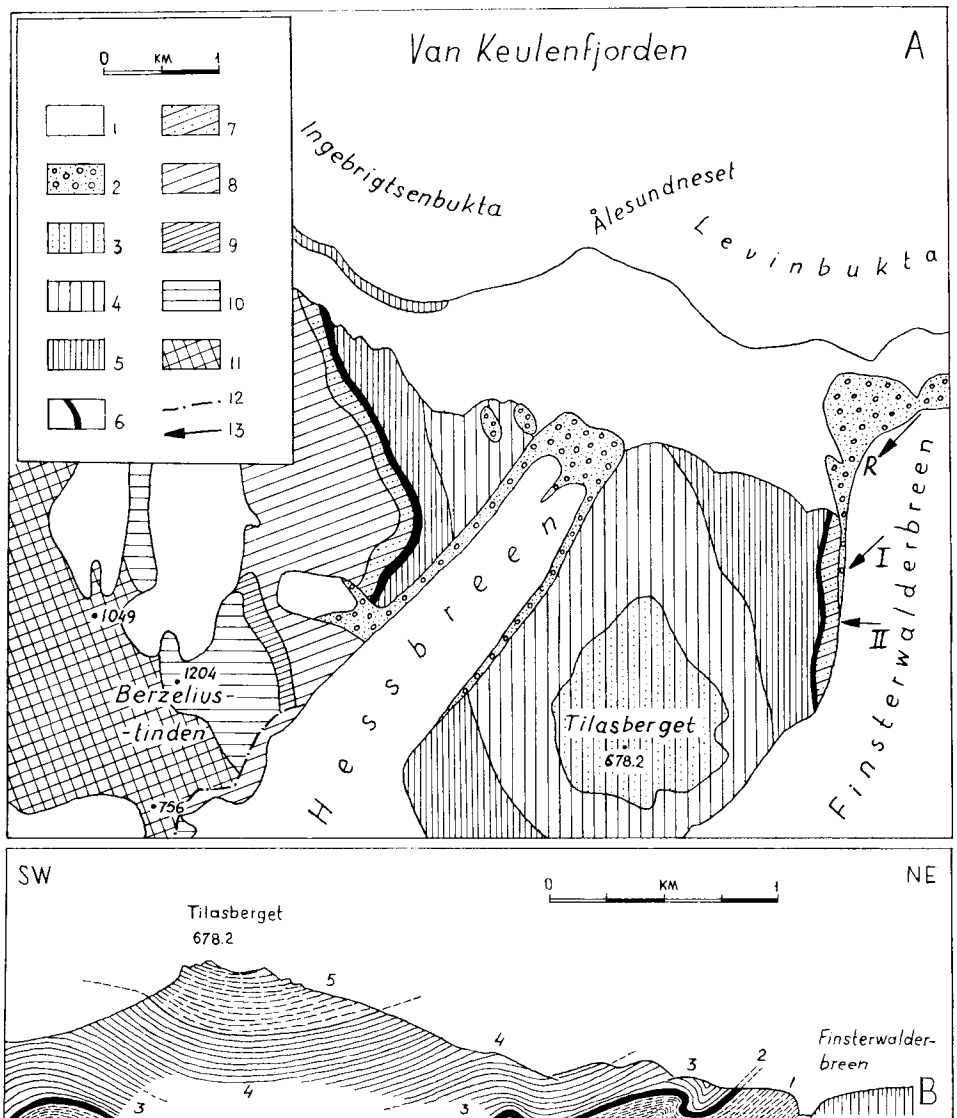 Van Keulenfjorden
A
0 KM 1
1
2
3
4
5
6
7
8
9
10
11
12
13
Ingebrigtsenbukta
Ålesundneset
Levinbukta
R
I
II
Finsterwalderbreen
Hessbreen
1049
1204
Berzelius-
-tinden
756
Tilasberget
678.2
SW
NE
0 KM 1
Tilasberget
678.2
5
4
4
3
3
3
2
1
Finsterwalder-
breen
B